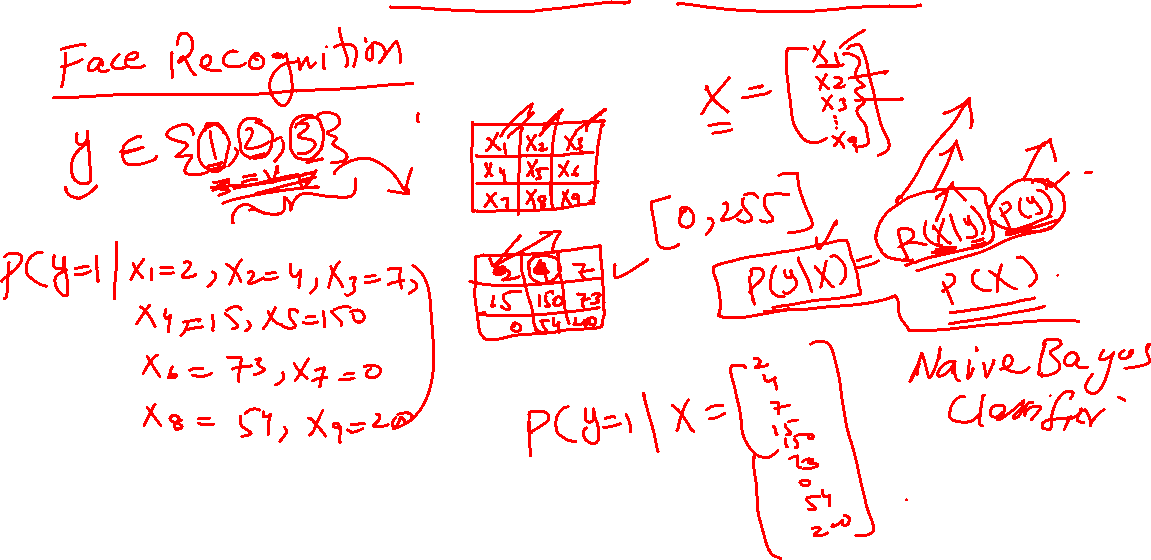 Face Recognition
y ∈ {1, 2, 3}
X1 X2 X3
X4 X5 X6
X7 X8 X9
X = [X1
X2
X3
⋮
X9]
[0, 255]
P(y=1 | X1=2, X2=4, X3=7,
X4=15, X5=150
X6 = 73, X7=0
X8 = 54, X9=20
2 4 7
15 150 73
0 54
P(y|X) = P(X|y) P(y)
P(X)
Naive Bayes
Classifier
P(y=1 | X = [2
4
7
15
150
73
0
54
200]